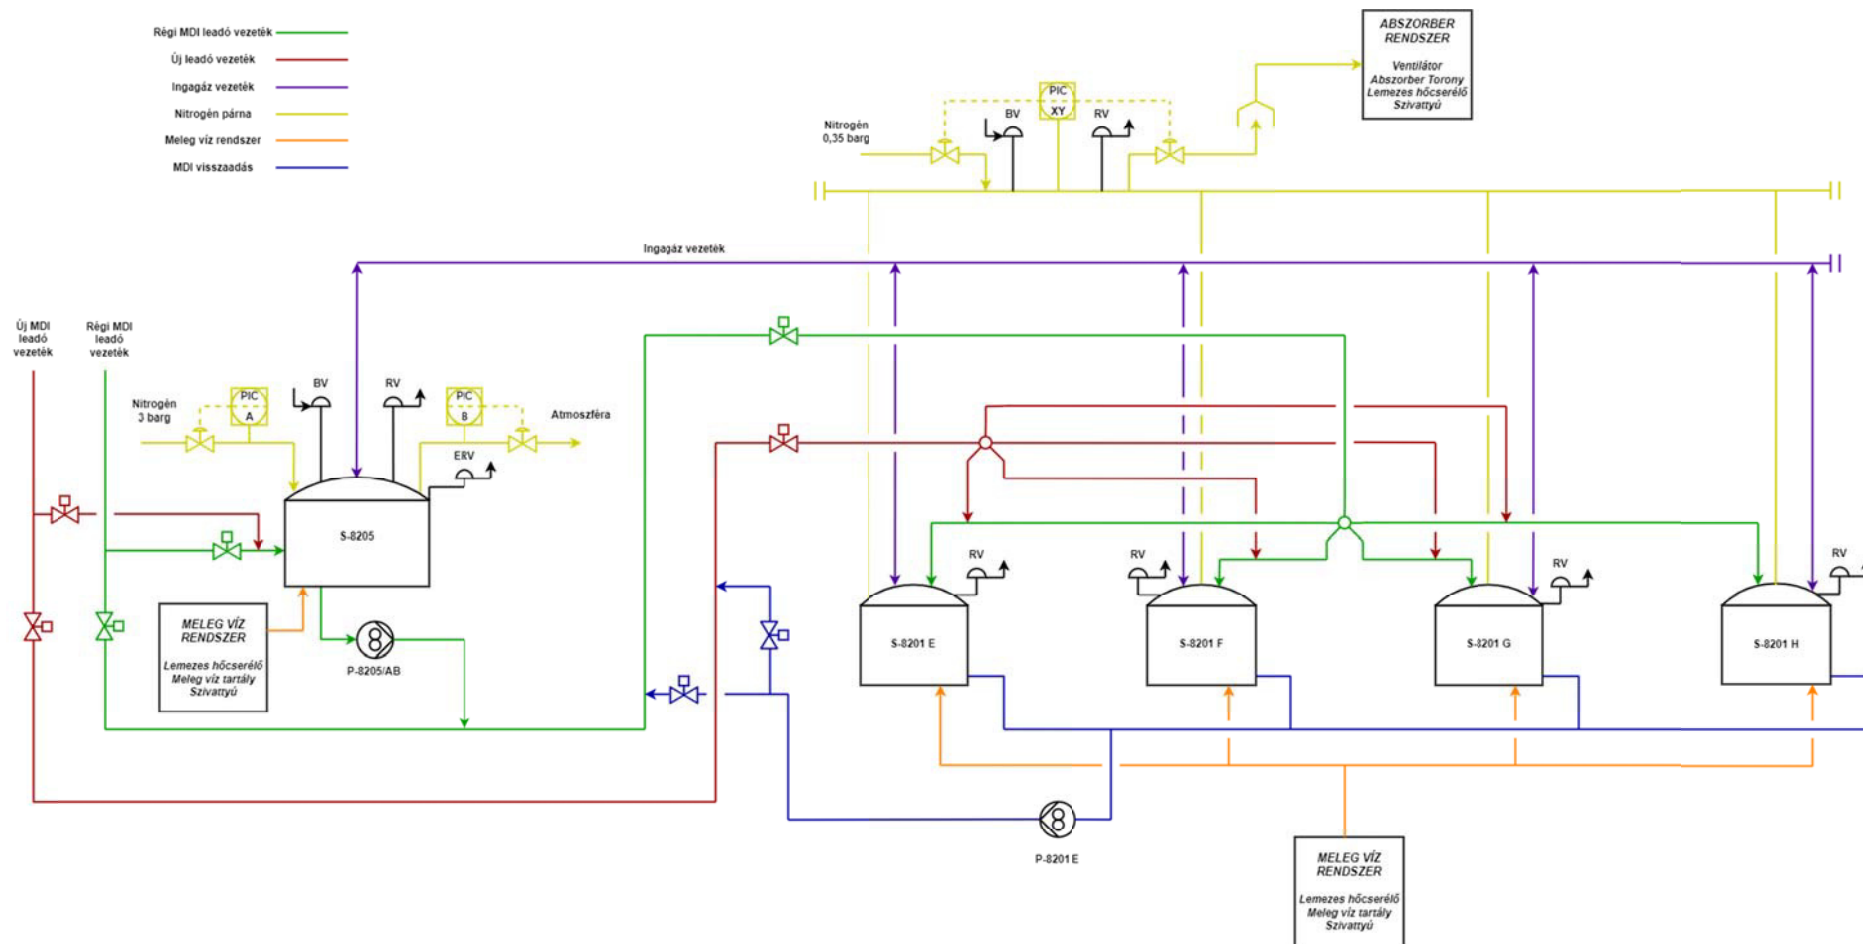 Régi MDI leadó vezeték
Új leadó vezeték
Ingagáz vezeték
Nitrogén párna
Meleg víz rendszer
MDI visszaadás
ABSZORBER
RENDSZER
Ventilátor
Abszorber Torony
Lemezes hőcserélő
Szivattyú
Nitrogén
0,35 barg
BV
PIC
XY
RV
Ingagáz vezeték
Új MDI
leadó
vezeték
Régi MDI
leadó
vezeték
Nitrogén
3 barg
PIC
A
BV
RV
PIC
B
Atmoszféra
ERV
S-8205
MELEG VÍZ
RENDSZER
Lemezes hőcserélő
Meleg víz tartály
Szivattyú
P-8205/AB
RV
S-8201 E
RV
S-8201 F
RV
S-8201 G
RV
S-8201 H
P-8201E
MELEG VÍZ
RENDSZER
Lemezes hőcserélő
Meleg víz tartály
Szivattyú